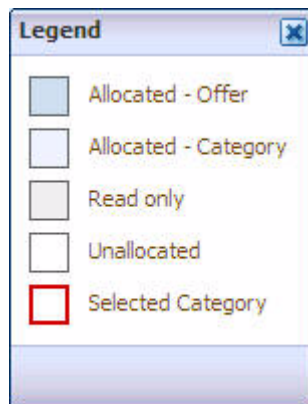 Legend
Allocated - Offer
Allocated - Category
Read only
Unallocated
Selected Category